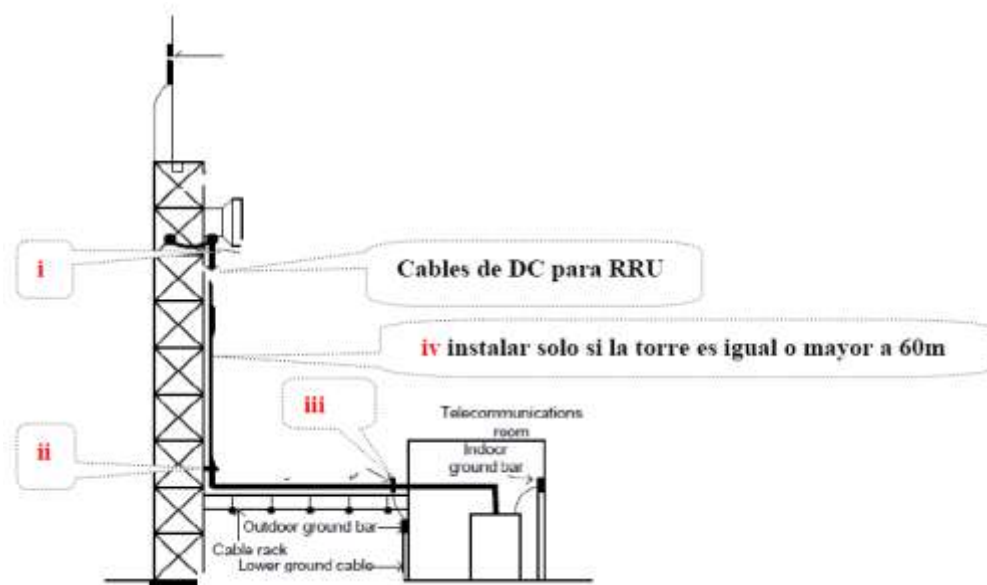 i
Cables de DC para RRU
iv instalar solo si la torre es igual o mayor a 60m
iii
Telecommunications
room
Indoor
ground bar
ii
Outdoor ground bar
Cable rack
Lower ground cable